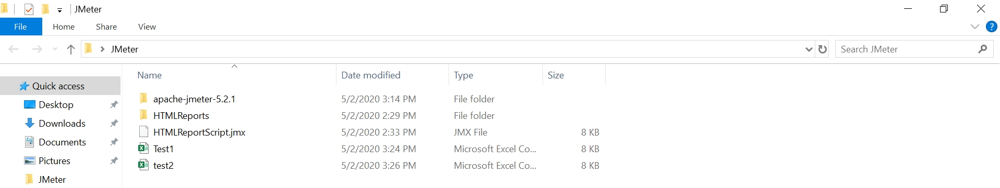 JMeter
File Home Share View
JMeter Search JMeter
Name Date modified Type Size
Quick access
apache-jmeter-5.2.1 5/2/2020 3:14 PM File folder
Desktop
HTMLReports 5/2/2020 2:29 PM File folder
Downloads
HTMLReportScript.jmx 5/2/2020 2:33 PM JMX File 8 KB
Documents
Test1 5/2/2020 3:24 PM Microsoft Excel Co... 8 KB
Pictures
test2 5/2/2020 3:26 PM Microsoft Excel Co... 8 KB
JMeter